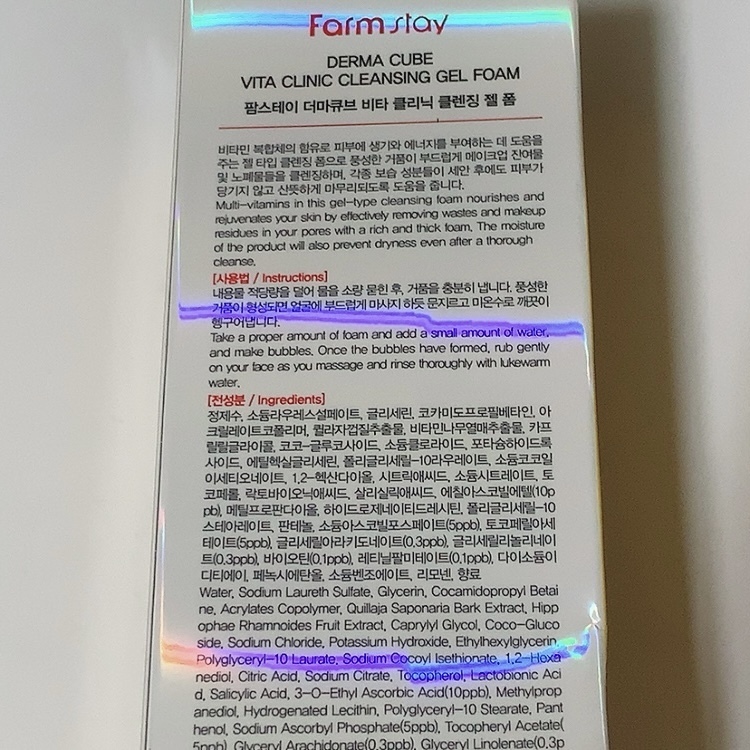 Farmstay
DERMA CUBE
VITA CLINIC CLEANSING GEL FOAM
팜스테이 더마큐브 비타 클리닉 클렌징 젤 폼
비타민 복합체의 함유로 피부에 생기와 에너지를 부여하는 데 도움을
주는 젤 타입 클렌징 폼으로 풍성한 거품이 부드럽게 메이크업 잔여물
및 노폐물들을 클렌징하며, 각종 보습 성분들이 세안 후에도 피부가
당기지 않고 산뜻하게 마무리되도록 도움을 줍니다.
Multi-vitamins in this gel-type cleansing foam nourishes and
rejuvenates your skin by effectively removing wastes and makeup
residues in your pores with a rich and thick foam. The moisture
of the product will also prevent dryness even after a thorough
cleanse.
[사용법 / Instructions]
내용물 적당량을 덜어 물을 소량 묻힌 후, 거품을 충분히 냅니다. 풍성한
거품이 형성되면 얼굴에 부드럽게 마사지 하듯 문지르고 미온수로 깨끗이
헹구어냅니다.
Take a proper amount of foam and add a small amount of water,
and make bubbles. Once the bubbles have formed, rub gently
on your face as you massage and rinse thoroughly with lukewarm
water.
[전성분 / Ingredients]
정제수, 소듐라우레스설페이트, 글리세린, 코카미도프로필베타인, 아
크릴레이트코폴리머, 퀼라자껍질추출물, 비타민나무열매추출물, 카프
릴릴글라이콜, 코코-글루코사이드, 소듐클로라이드, 포타슘하이드록
사이드, 에틸헥실글리세린, 폴리글리세릴-10라우레이트, 소듐코코일
이세티오네이트, 1,2-헥산다이올, 시트릭애씨드, 소듐시트레이트, 토
코페롤, 락토바이오닉애씨드, 살리실릭애씨드, 에칠아스코빌에텔(10p
pb), 메틸프로판다이올, 하이드로제네이티드레시틴, 폴리글리세릴-10
스테아레이트, 판테놀, 소듐아스코빌포스페이트(5ppb), 토코페릴아세
테이트(5ppb), 글리세릴아라키도네이트(0.3ppb), 글리세릴리놀리네이
트(0.3ppb), 바이오틴(0.1ppb), 레티닐팔미테이트(0.1ppb), 다이소듐이
디티에이, 페녹시에탄올, 소듐벤조에이트, 리모넨, 향료
Water, Sodium Laureth Sulfate, Glycerin, Cocamidopropyl Betai
ne, Acrylates Copolymer, Quillaja Saponaria Bark Extract, Hipp
ophae Rhamnoides Fruit Extract, Caprylyl Glycol, Coco-Gluco
side, Sodium Chloride, Potassium Hydroxide, Ethylhexylglycerin,
Polyglyceryl-10 Laurate, Sodium Cocoyl Isethionate, 1,2-Hexa
nediol, Citric Acid, Sodium Citrate, Tocopherol, Lactobionic Aci
d, Salicylic Acid, 3-O-Ethyl Ascorbic Acid(10ppb), Methylprop
anediol, Hydrogenated Lecithin, Polyglyceryl-10 Stearate, Pant
henol, Sodium Ascorbyl Phosphate(5ppb), Tocopheryl Acetate(
5ppb), Glyceryl Arachidonate(0.3ppb), Glyceryl Linolenate(0.3p